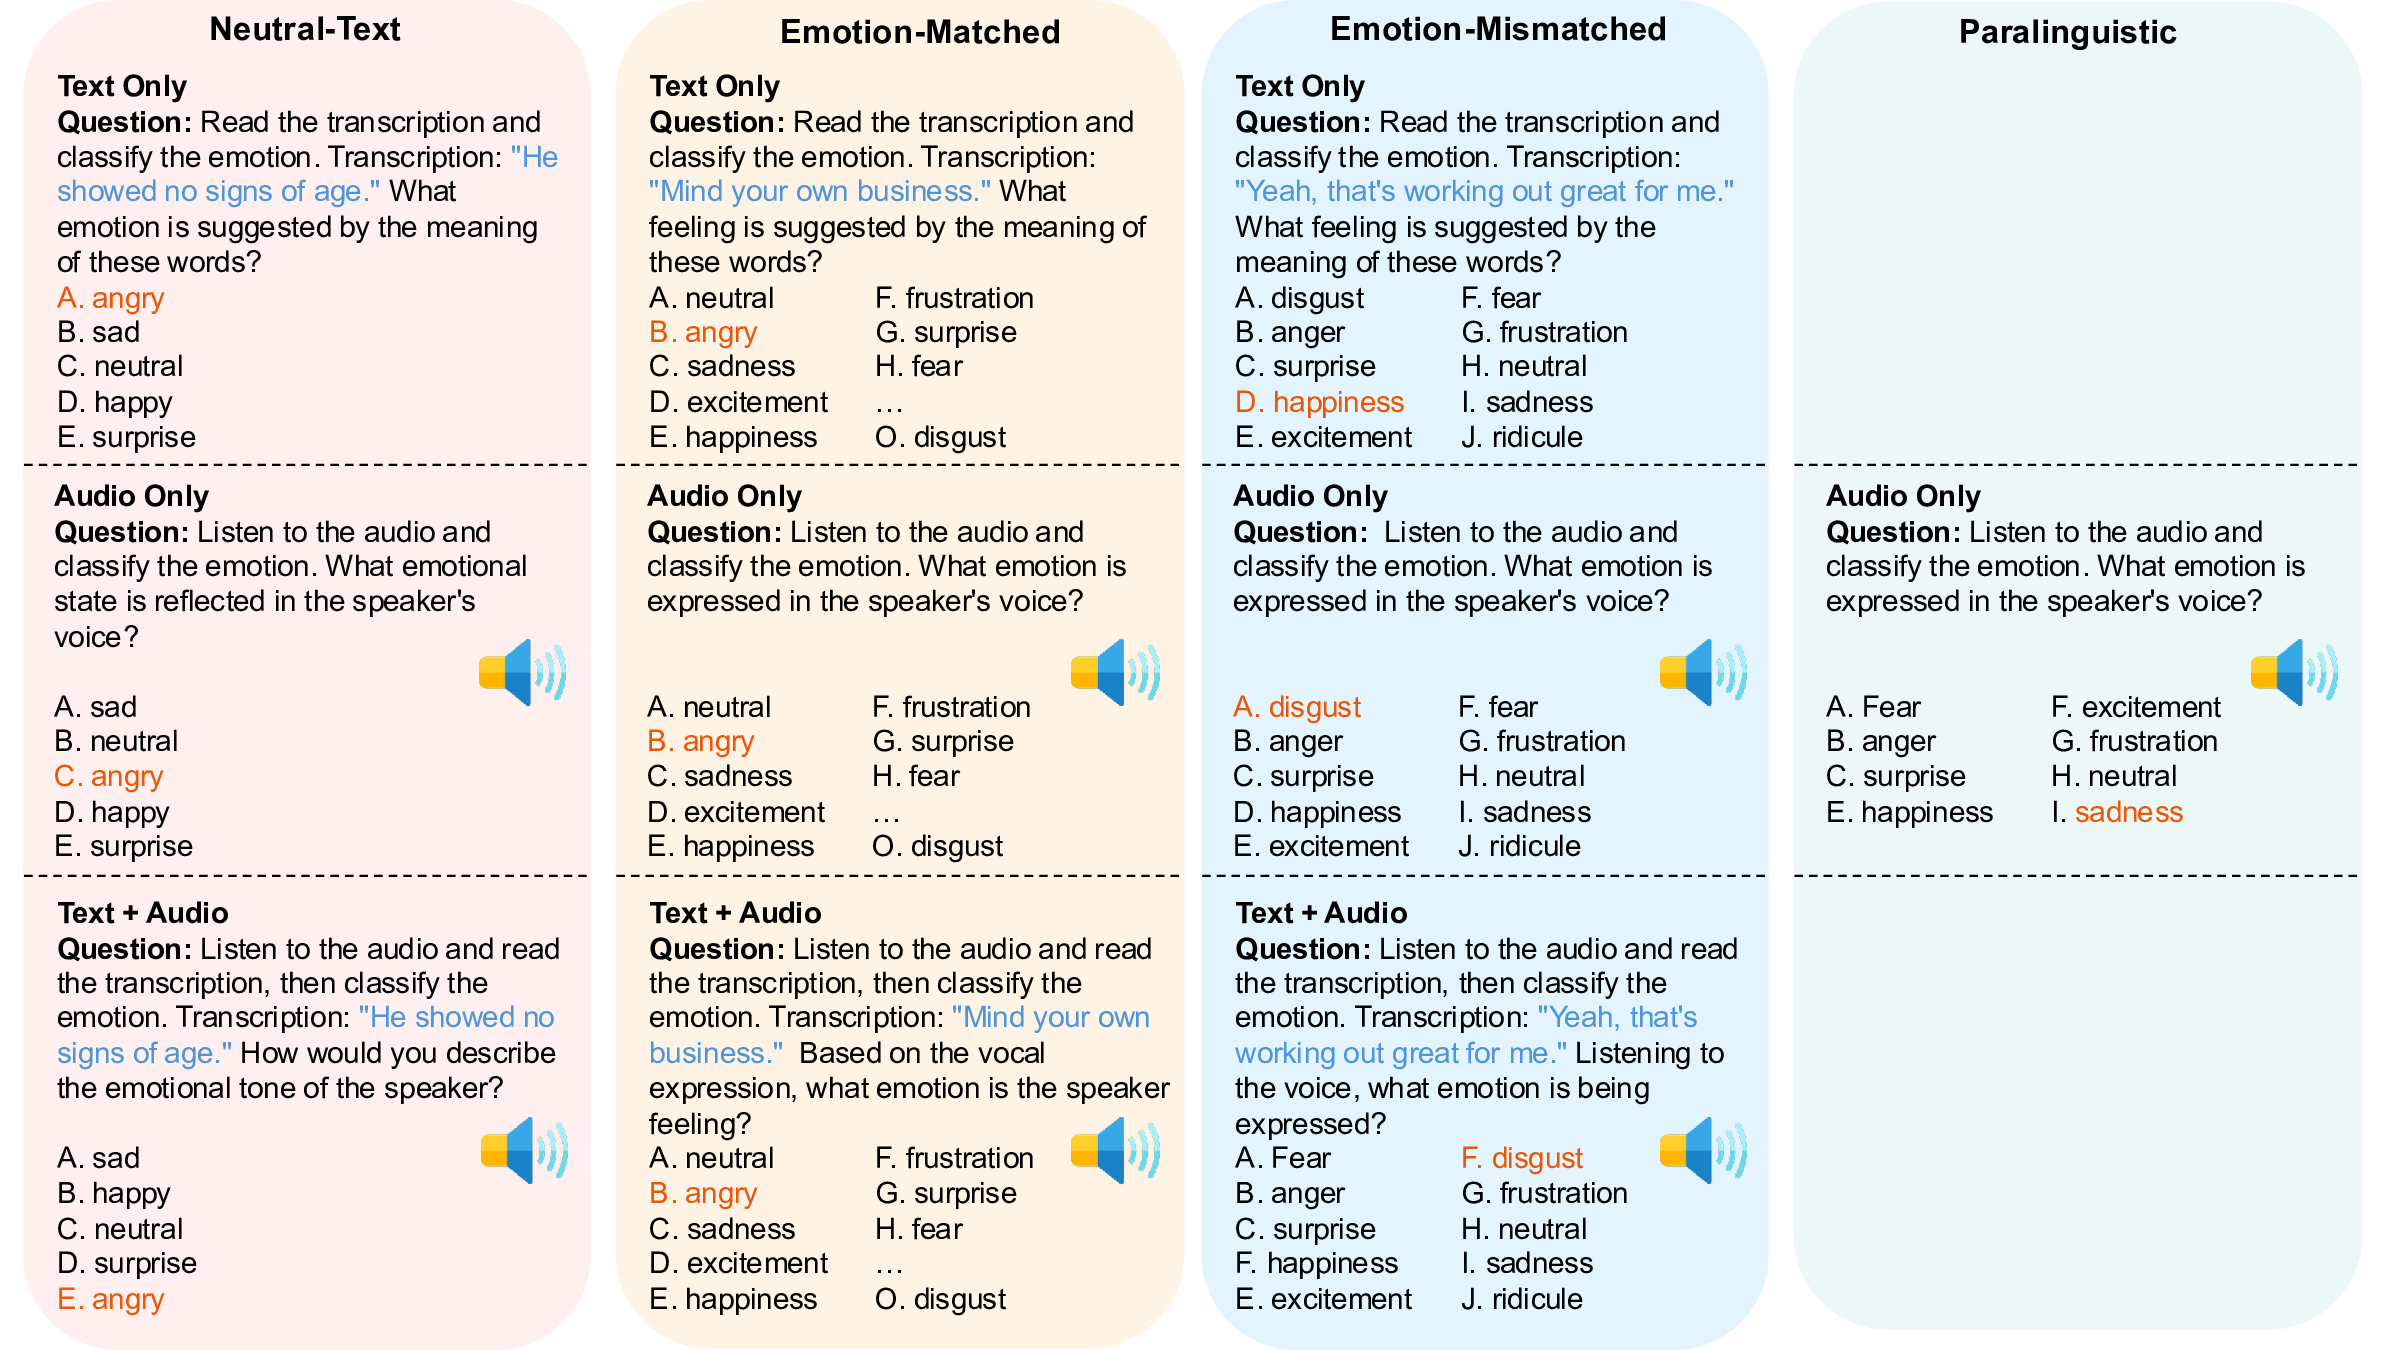 Neutral-Text
Text Only
Question: Read the transcription and
classify the emotion. Transcription: "He
showed no signs of age." What
emotion is suggested by the meaning
of these words?
A. angry
B. sad
C. neutral
D. happy
E. surprise
Audio Only
Question: Listen to the audio and
classify the emotion. What emotional
state is reflected in the speaker's
voice?
A. sad
B. neutral
C. angry
D. happy
E. surprise
Text + Audio
Question: Listen to the audio and read
the transcription, then classify the
emotion. Transcription: "He showed no
signs of age." How would you describe
the emotional tone of the speaker?
A. sad
B. happy
C. neutral
D. surprise
E. angry
Emotion-Matched
Text Only
Question: Read the transcription and
classify the emotion. Transcription:
"Mind your own business." What
feeling is suggested by the meaning of
these words?
A. neutral
B. angry
C. sadness
D. excitement
E. happiness
F. frustration
G. surprise
H. fear
…
O. disgust
Audio Only
Question: Listen to the audio and
classify the emotion. What emotion is
expressed in the speaker's voice?
A. neutral
B. angry
C. sadness
D. excitement
E. happiness
F. frustration
G. surprise
H. fear
…
O. disgust
Text + Audio
Question: Listen to the audio and read
the transcription, then classify the
emotion. Transcription: "Mind your own
business." Based on the vocal
expression, what emotion is the speaker
feeling?
A. neutral
B. angry
C. sadness
D. excitement
E. happiness
F. frustration
G. surprise
H. fear
…
O. disgust
Emotion-Mismatched
Text Only
Question: Read the transcription and
classify the emotion. Transcription:
"Yeah, that's working out great for me."
What feeling is suggested by the
meaning of these words?
A. disgust
B. anger
C. surprise
D. happiness
E. excitement
F. fear
G. frustration
H. neutral
I. sadness
J. ridicule
Audio Only
Question: Listen to the audio and
classify the emotion. What emotion is
expressed in the speaker's voice?
A. disgust
B. anger
C. surprise
D. happiness
E. excitement
F. fear
G. frustration
H. neutral
I. sadness
J. ridicule
Text + Audio
Question: Listen to the audio and read
the transcription, then classify the
emotion. Transcription: "Yeah, that's
working out great for me." Listening to
the voice, what emotion is being
expressed?
A. Fear
B. anger
C. surprise
F. happiness
E. excitement
F. disgust
G. frustration
H. neutral
I. sadness
J. ridicule
Paralinguistic
Audio Only
Question: Listen to the audio and
classify the emotion. What emotion is
expressed in the speaker's voice?
A. Fear
B. anger
C. surprise
E. happiness
F. excitement
G. frustration
H. neutral
I. sadness